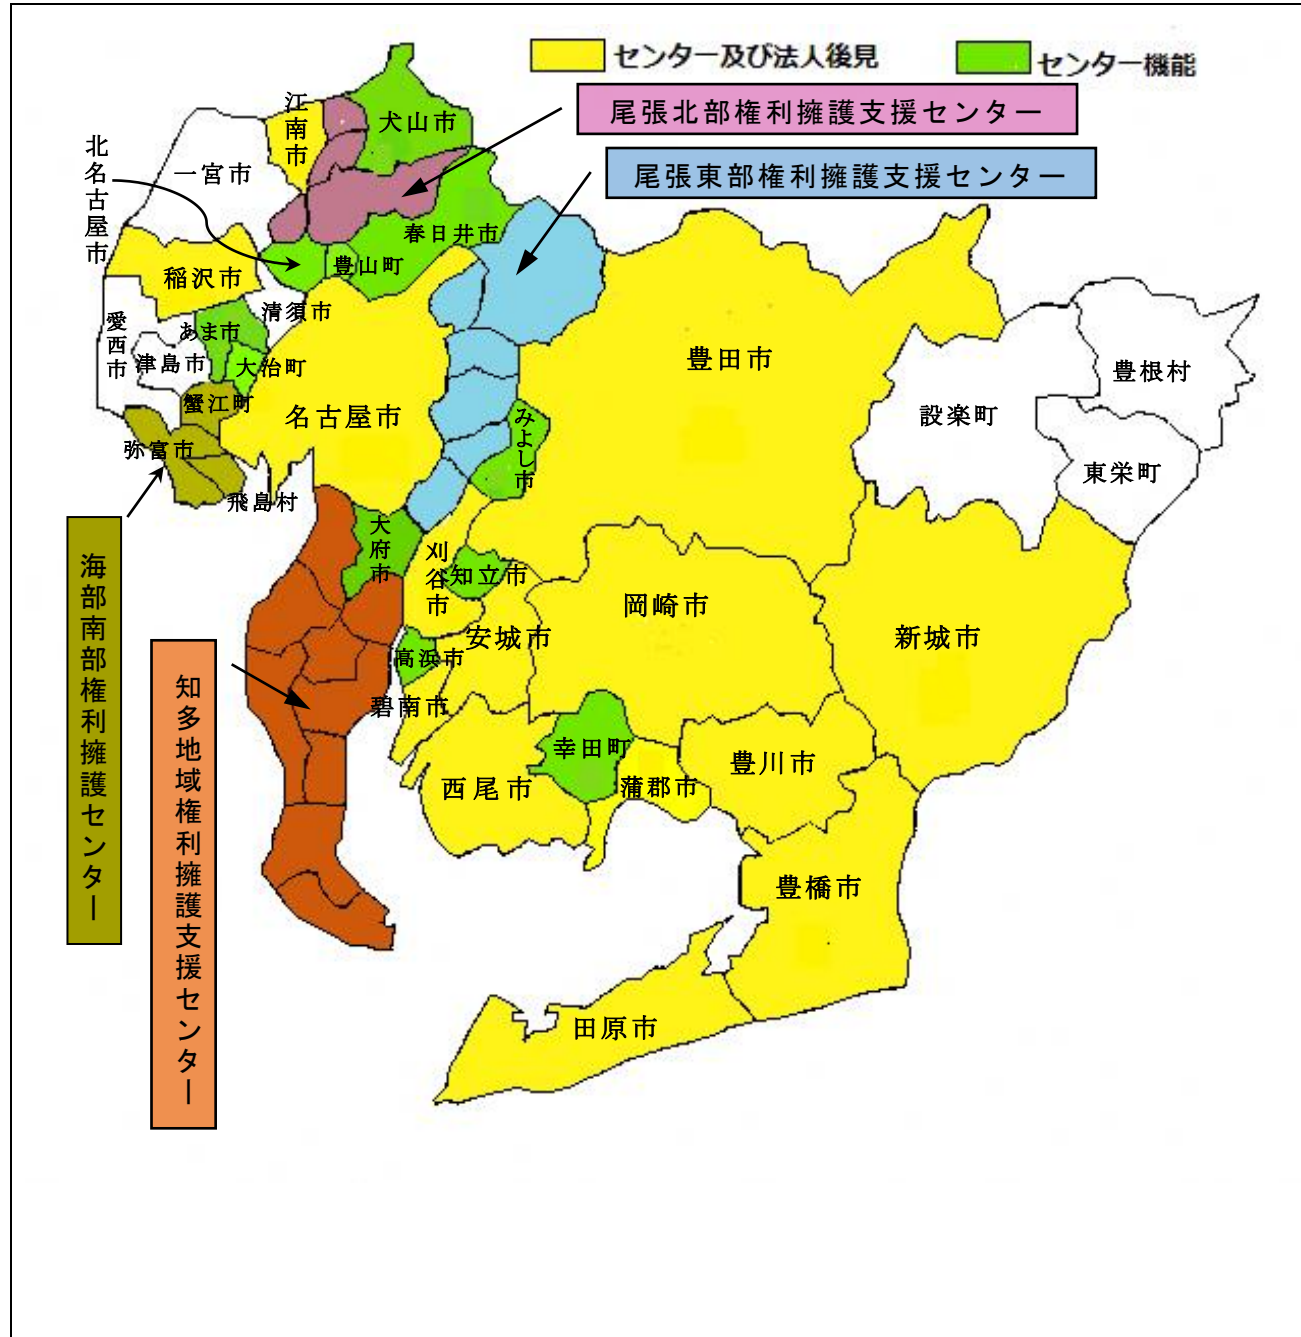 センター及び法人後見
センター機能
尾張北部権利擁護支援センター
尾張東部権利擁護支援センター
江南市
犬山市
北名古屋市
一宮市
春日井市
豊山町
稲沢市
清須市
愛西市
あま市
津島市
大治町
蟹江町
名古屋市
弥富市
飛島村
豊田市
みよし市
設楽町
豊根村
東栄町
大府市
刈谷市
知立市
岡崎市
安城市
新城市
高浜市
碧南市
幸田町
西尾市
蒲郡市
豊川市
豊橋市
田原市
海部南部権利擁護センター
知多地域権利擁護支援センター